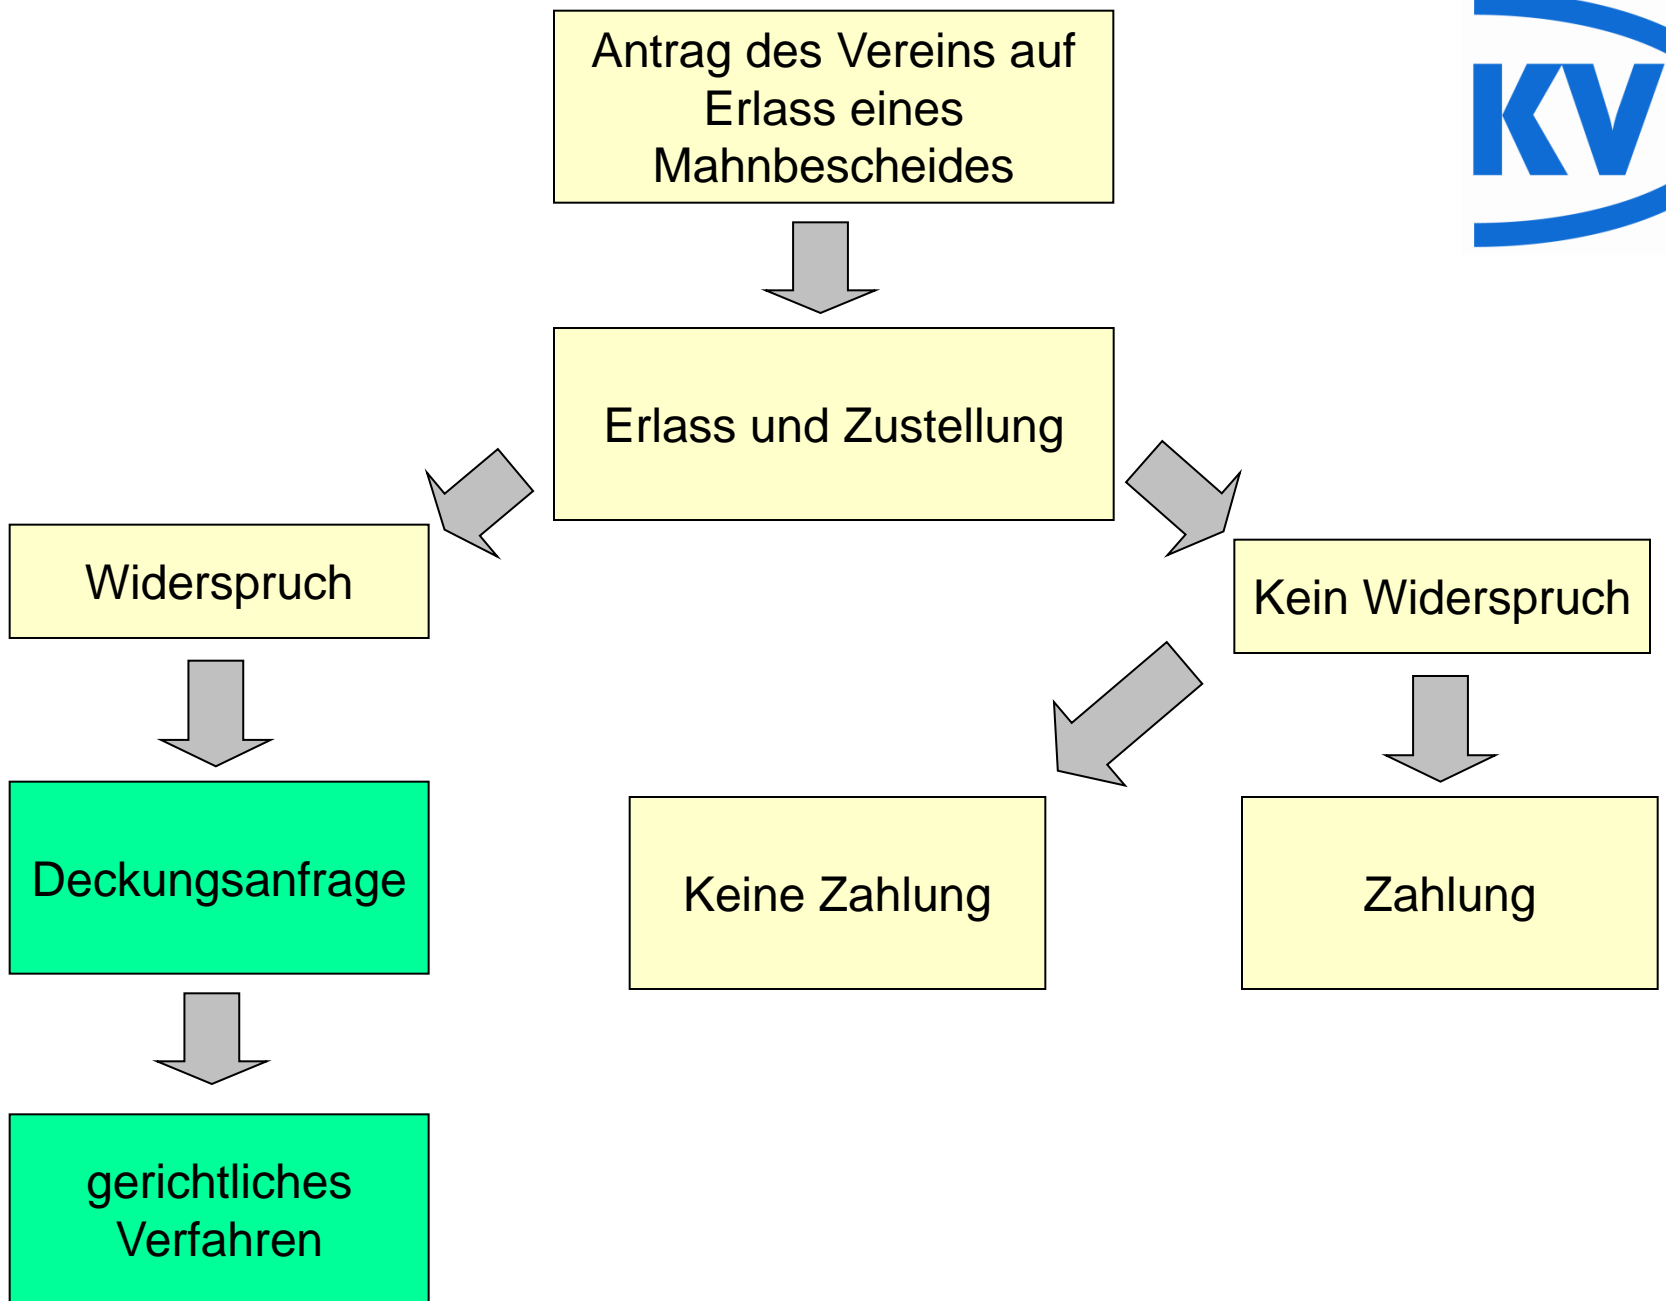 Antrag des Vereins auf
Erlass eines
Mahnbescheides
KV
Erlass und Zustellung
Widerspruch
Kein Widerspruch
Deckungsanfrage
Keine Zahlung
Zahlung
gerichtliches
Verfahren